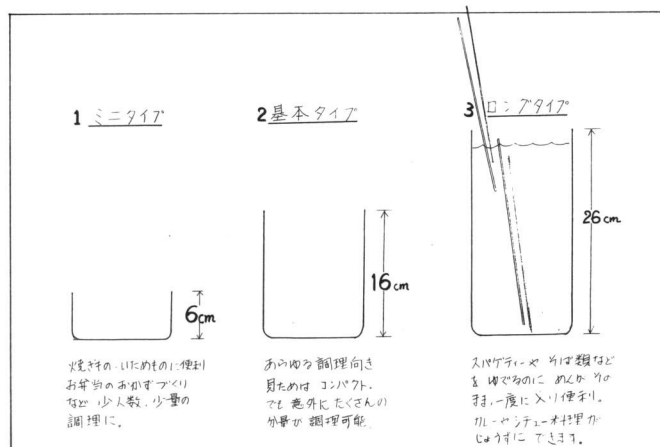 1 ミニタイプ
6cm
焼きもの・いためものに便利
お弁当のおかずづくり
など 少人数、少量の
調理に。
2 基本タイプ
16cm
あらゆる調理向き
見ためは コンパクト.
でも 意外にたくさんの
分量が 調理可能.
3 ロングタイプ
26cm
スパゲティーや そば類など
を ゆでるのに めんが その
まま、一度に 入り便利.
カレーやシチュー料理が
じょうずに できます。